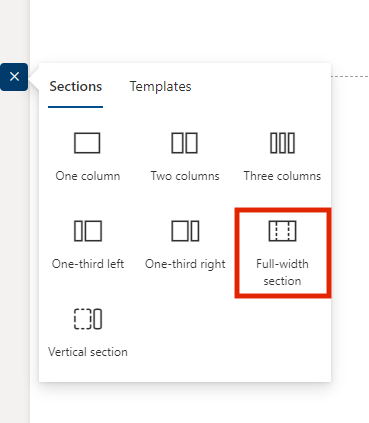 Sections Templates
One column Two columns Three columns
One-third left One-third right Full-width
section
Vertical section